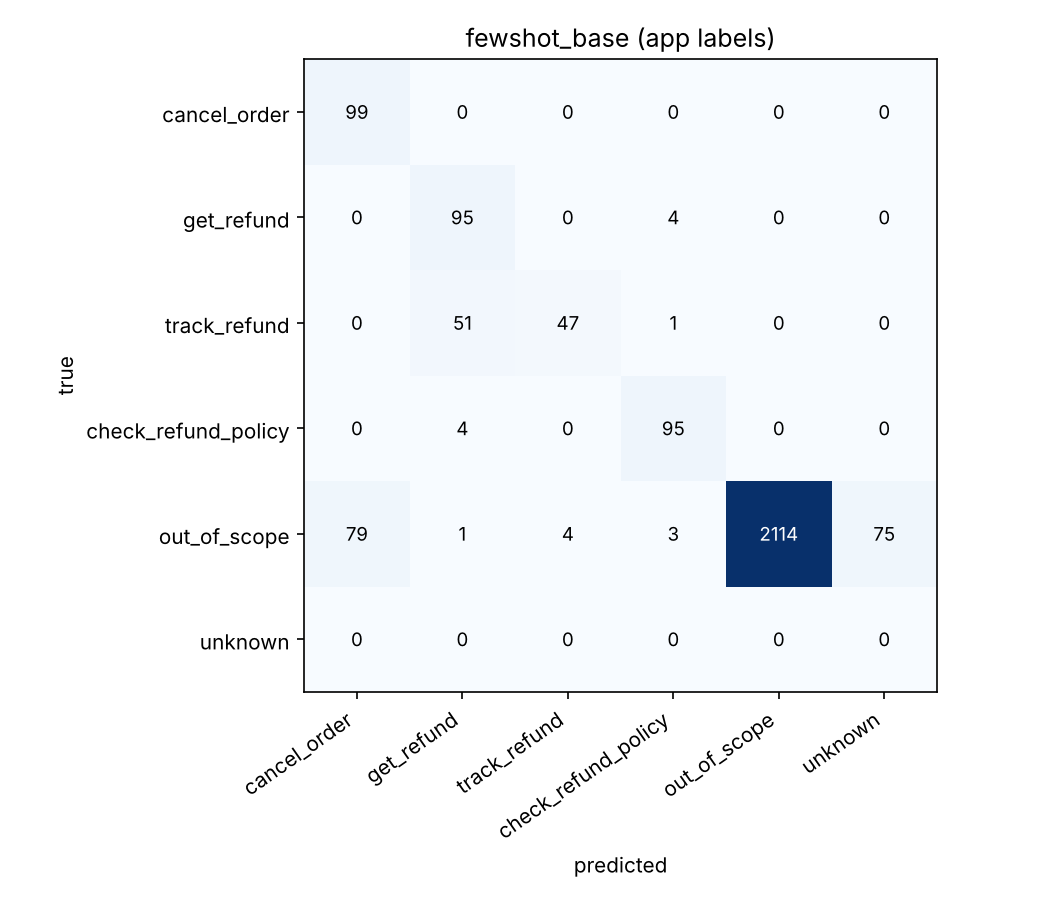 fewshot_base (app labels)
cancel_order 99 0 0 0 0 0
get_refund 0 95 0 4 0 0
track_refund 0 51 47 1 0 0
true
check_refund_policy 0 4 0 95 0 0
out_of_scope 79 1 4 3 2114 75
unknown 0 0 0 0 0 0
cancel_order get_refund track_refund check_refund_policy out_of_scope unknown
predicted